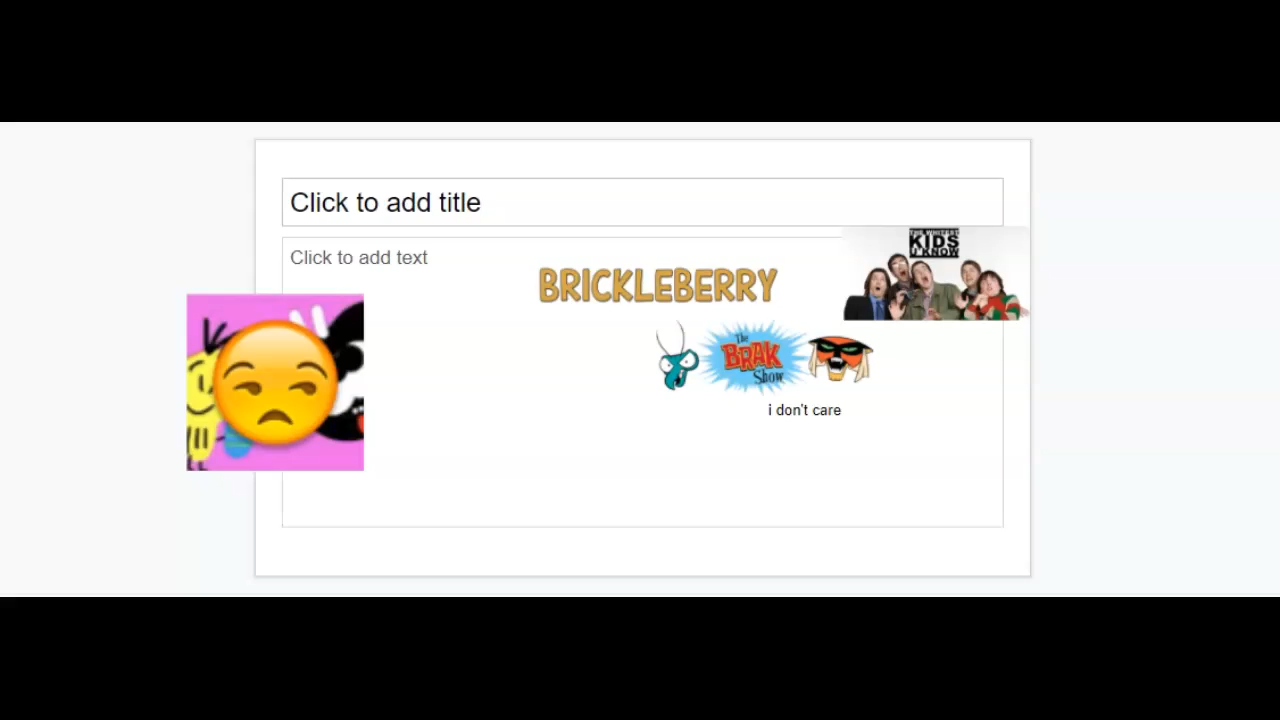 Click to add title
Click to add text
THE WHITEST
KIDS
U'KNOW
BRICKLEBERRY
The
BRAK
Show
i don't care